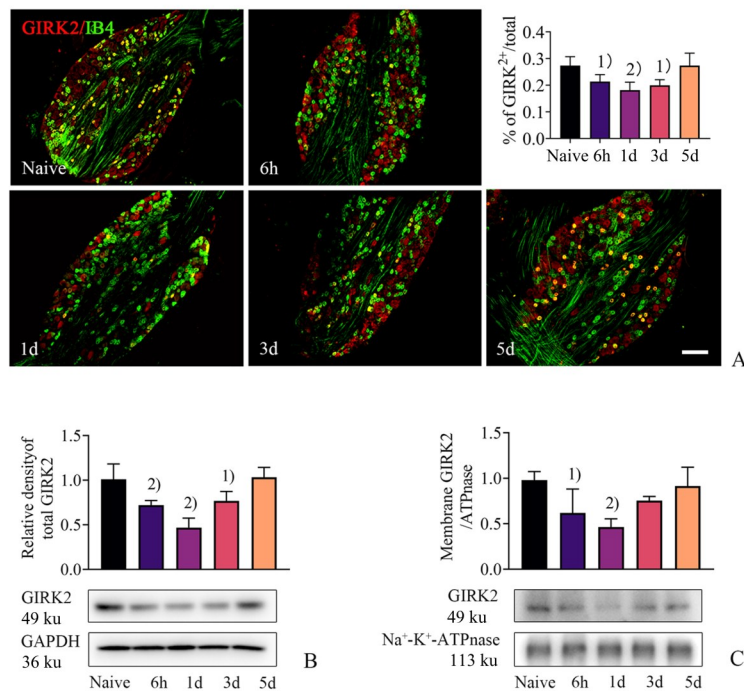 GIRK2/IB4
Naive
6h
% of GIRK²⁺/total
0.4
0.3
0.2
0.1
0.0
1) 2) 1)
Naive 6h 1d 3d 5d
1d
3d
5d
A
Relative densityof
total GIRK2
1.5
1.0
0.5
0.0
2) 2) 1)
GIRK2
49 ku
GAPDH
36 ku
Naive 6h 1d 3d 5d
B
Membrane GIRK2
/ATPnase
1.5
1.0
0.5
0.0
1) 2)
GIRK2
49 ku
Na⁺-K⁺-ATPnase
113 ku
Naive 6h 1d 3d 5d
C